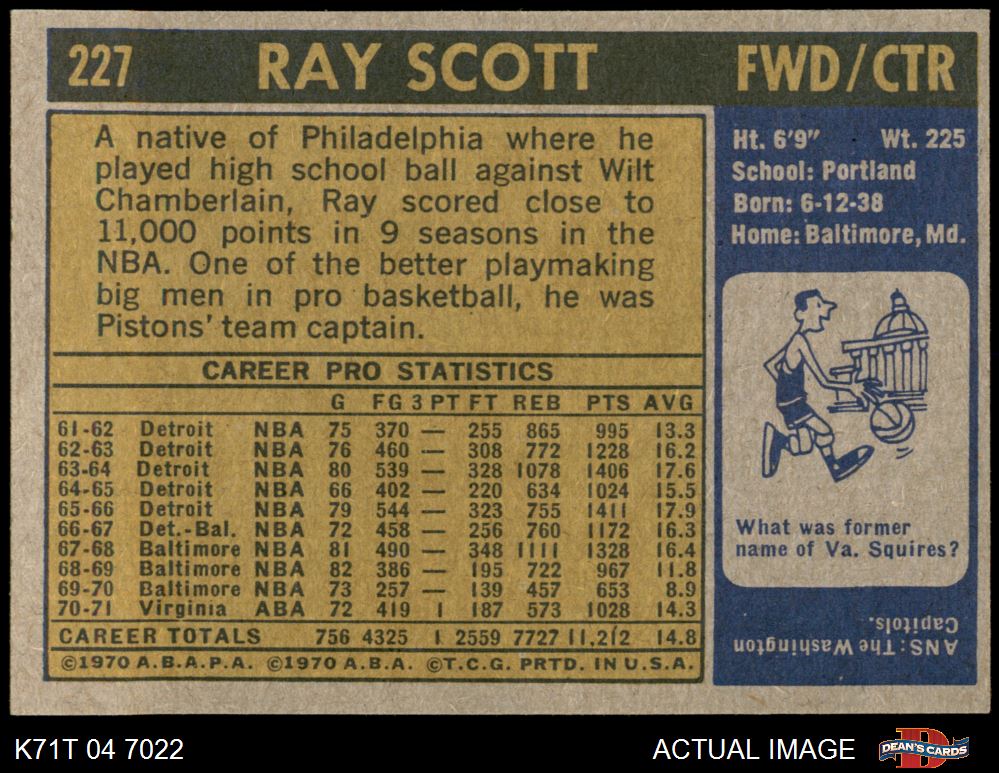 227 RAY SCOTT FWD/CTR
A native of Philadelphia where he
played high school ball against Wilt
Chamberlain, Ray scored close to
11,000 points in 9 seasons in the
NBA. One of the better playmaking
big men in pro basketball, he was
Pistons' team captain.
CAREER PRO STATISTICS
G FG 3 PT FT REB PTS AVG
61-62 Detroit NBA 75 370 — 255 865 995 13.3
62-63 Detroit NBA 76 460 — 308 772 1228 16.2
63-64 Detroit NBA 80 539 — 328 1078 1406 17.6
64-65 Detroit NBA 66 402 — 220 634 1024 15.5
65-66 Detroit NBA 79 544 — 323 755 1411 17.9
66-67 Det.-Bal. NBA 72 458 — 256 760 1172 16.3
67-68 Baltimore NBA 81 490 — 348 1111 1328 16.4
68-69 Baltimore NBA 82 386 — 195 722 967 11.8
69-70 Baltimore NBA 73 257 — 139 457 653 8.9
70-71 Virginia ABA 72 419 1 187 573 1028 14.3
CAREER TOTALS 756 4325 1 2559 7727 11,212 14.8
©1970 A.B.A.P.A. ©1970 A.B.A. ©T.C.G. PRTD. IN U.S.A.
Ht. 6'9" Wt. 225
School: Portland
Born: 6-12-38
Home: Baltimore, Md.
What was former
name of Va. Squires?
ANS: The Washington
Capitols.
K71T 04 7022 ACTUAL IMAGE
D
DEAN'S CARDS